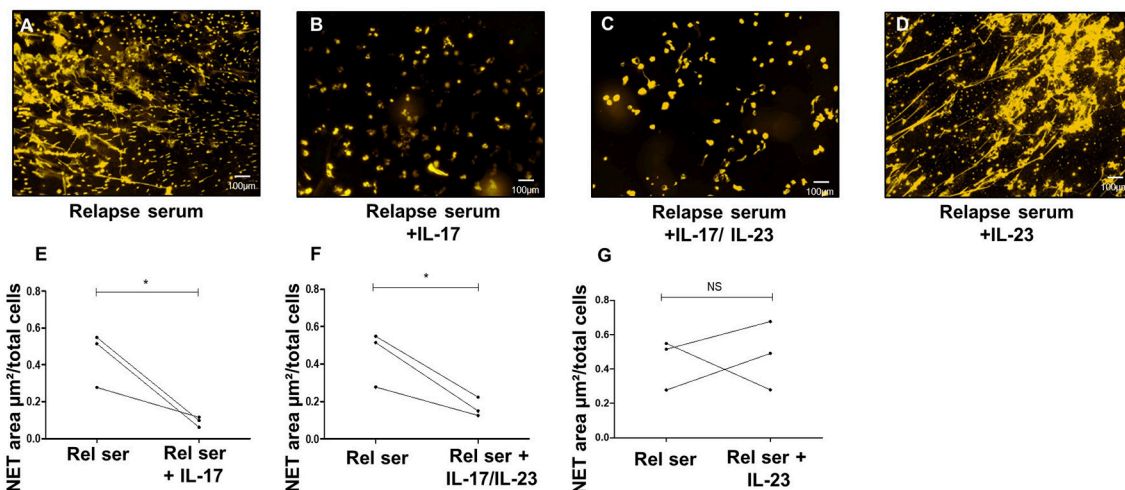 A
B
C
D
100µm
100µm
100µm
100µm
Relapse serum
Relapse serum
+IL-17
Relapse serum
+IL-17/ IL-23
Relapse serum
+IL-23
E
NET area µm²/total cells
0.8
0.6
0.4
0.2
0.0
*
Rel ser
Rel ser
+ IL-17
F
NET area µm²/total cells
0.8
0.6
0.4
0.2
0.0
*
Rel ser
Rel ser +
IL-17/IL-23
G
NET area µm²/total cells
0.8
0.6
0.4
0.2
0.0
NS
Rel ser
Rel ser +
IL-23